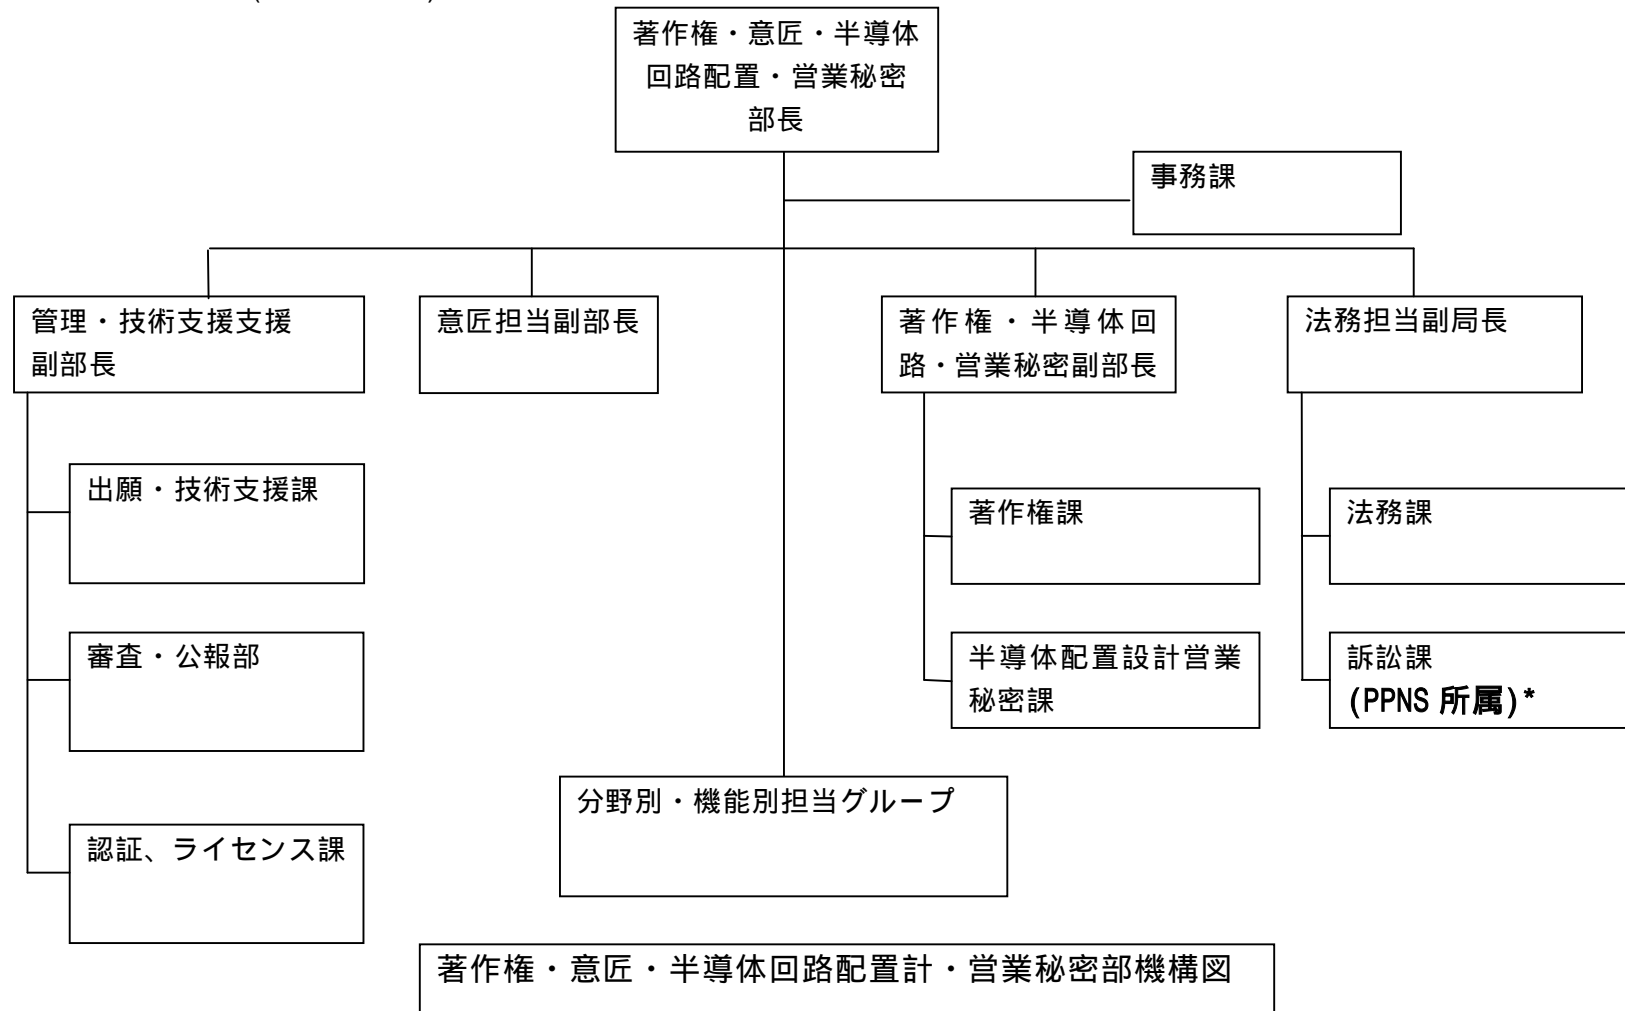 著作権・意匠・半導体
回路配置・営業秘密
部長
事務課
管理・技術支援支援
副部長
意匠担当副部長
著作権・半導体回
路・営業秘密副部長
法務担当副局長
出願・技術支援課
著作権課
法務課
審査・公報部
半導体配置設計営業
秘密課
訴訟課
(PPNS 所属)*
分野別・機能別担当グループ
認証、ライセンス課
著作権・意匠・半導体回路配置計・営業秘密部機構図